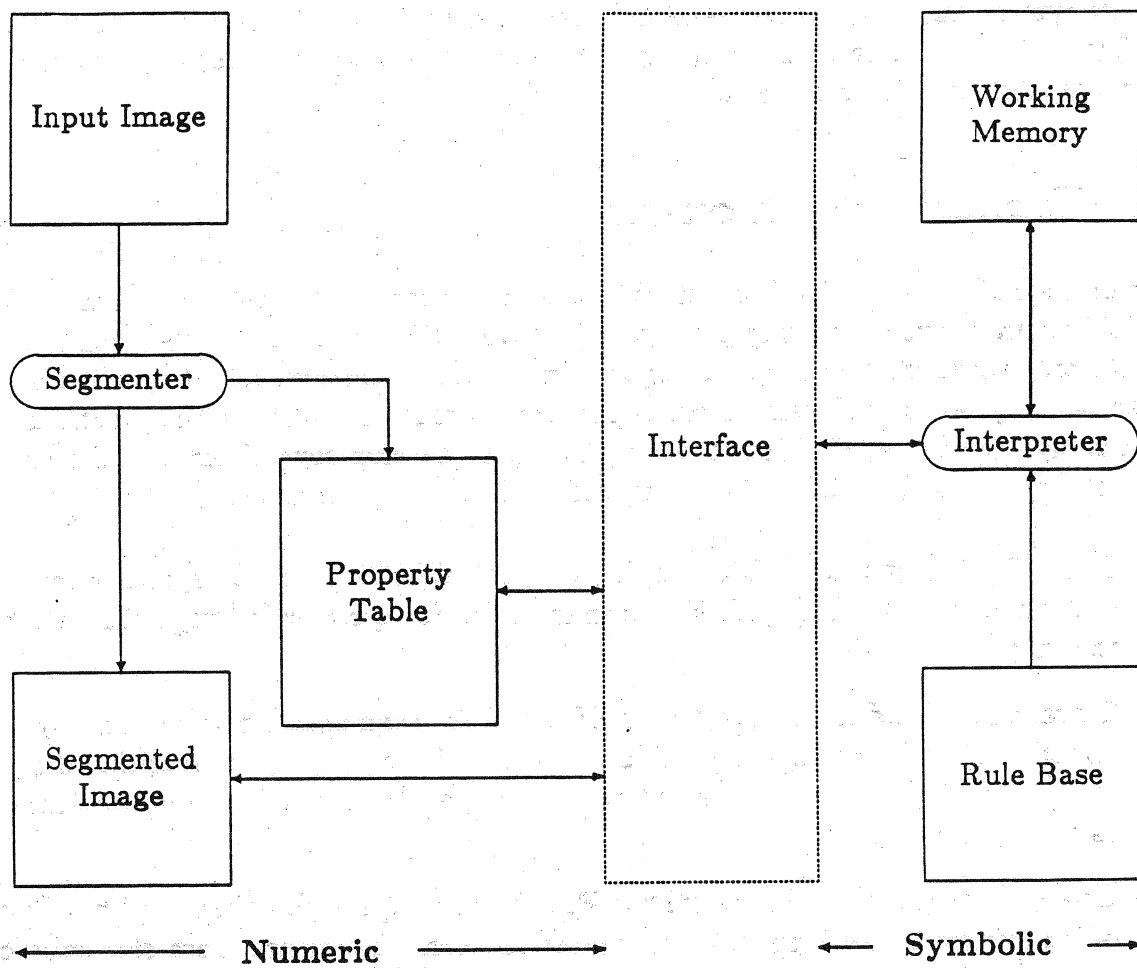 Input Image
Working
Memory
Segmenter
Interface
Interpreter
Property
Table
Segmented
Image
Rule Base
Numeric
Symbolic